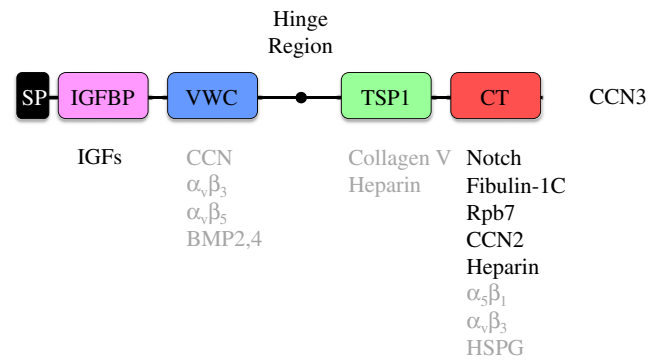 Hinge
Region
SP IGFBP VWC TSP1 CT CCN3
IGFs
CCN
αvβ3
αvβ5
BMP2,4
Collagen V
Heparin
Notch
Fibulin-1C
Rpb7
CCN2
Heparin
α5β1
αvβ3
HSPG